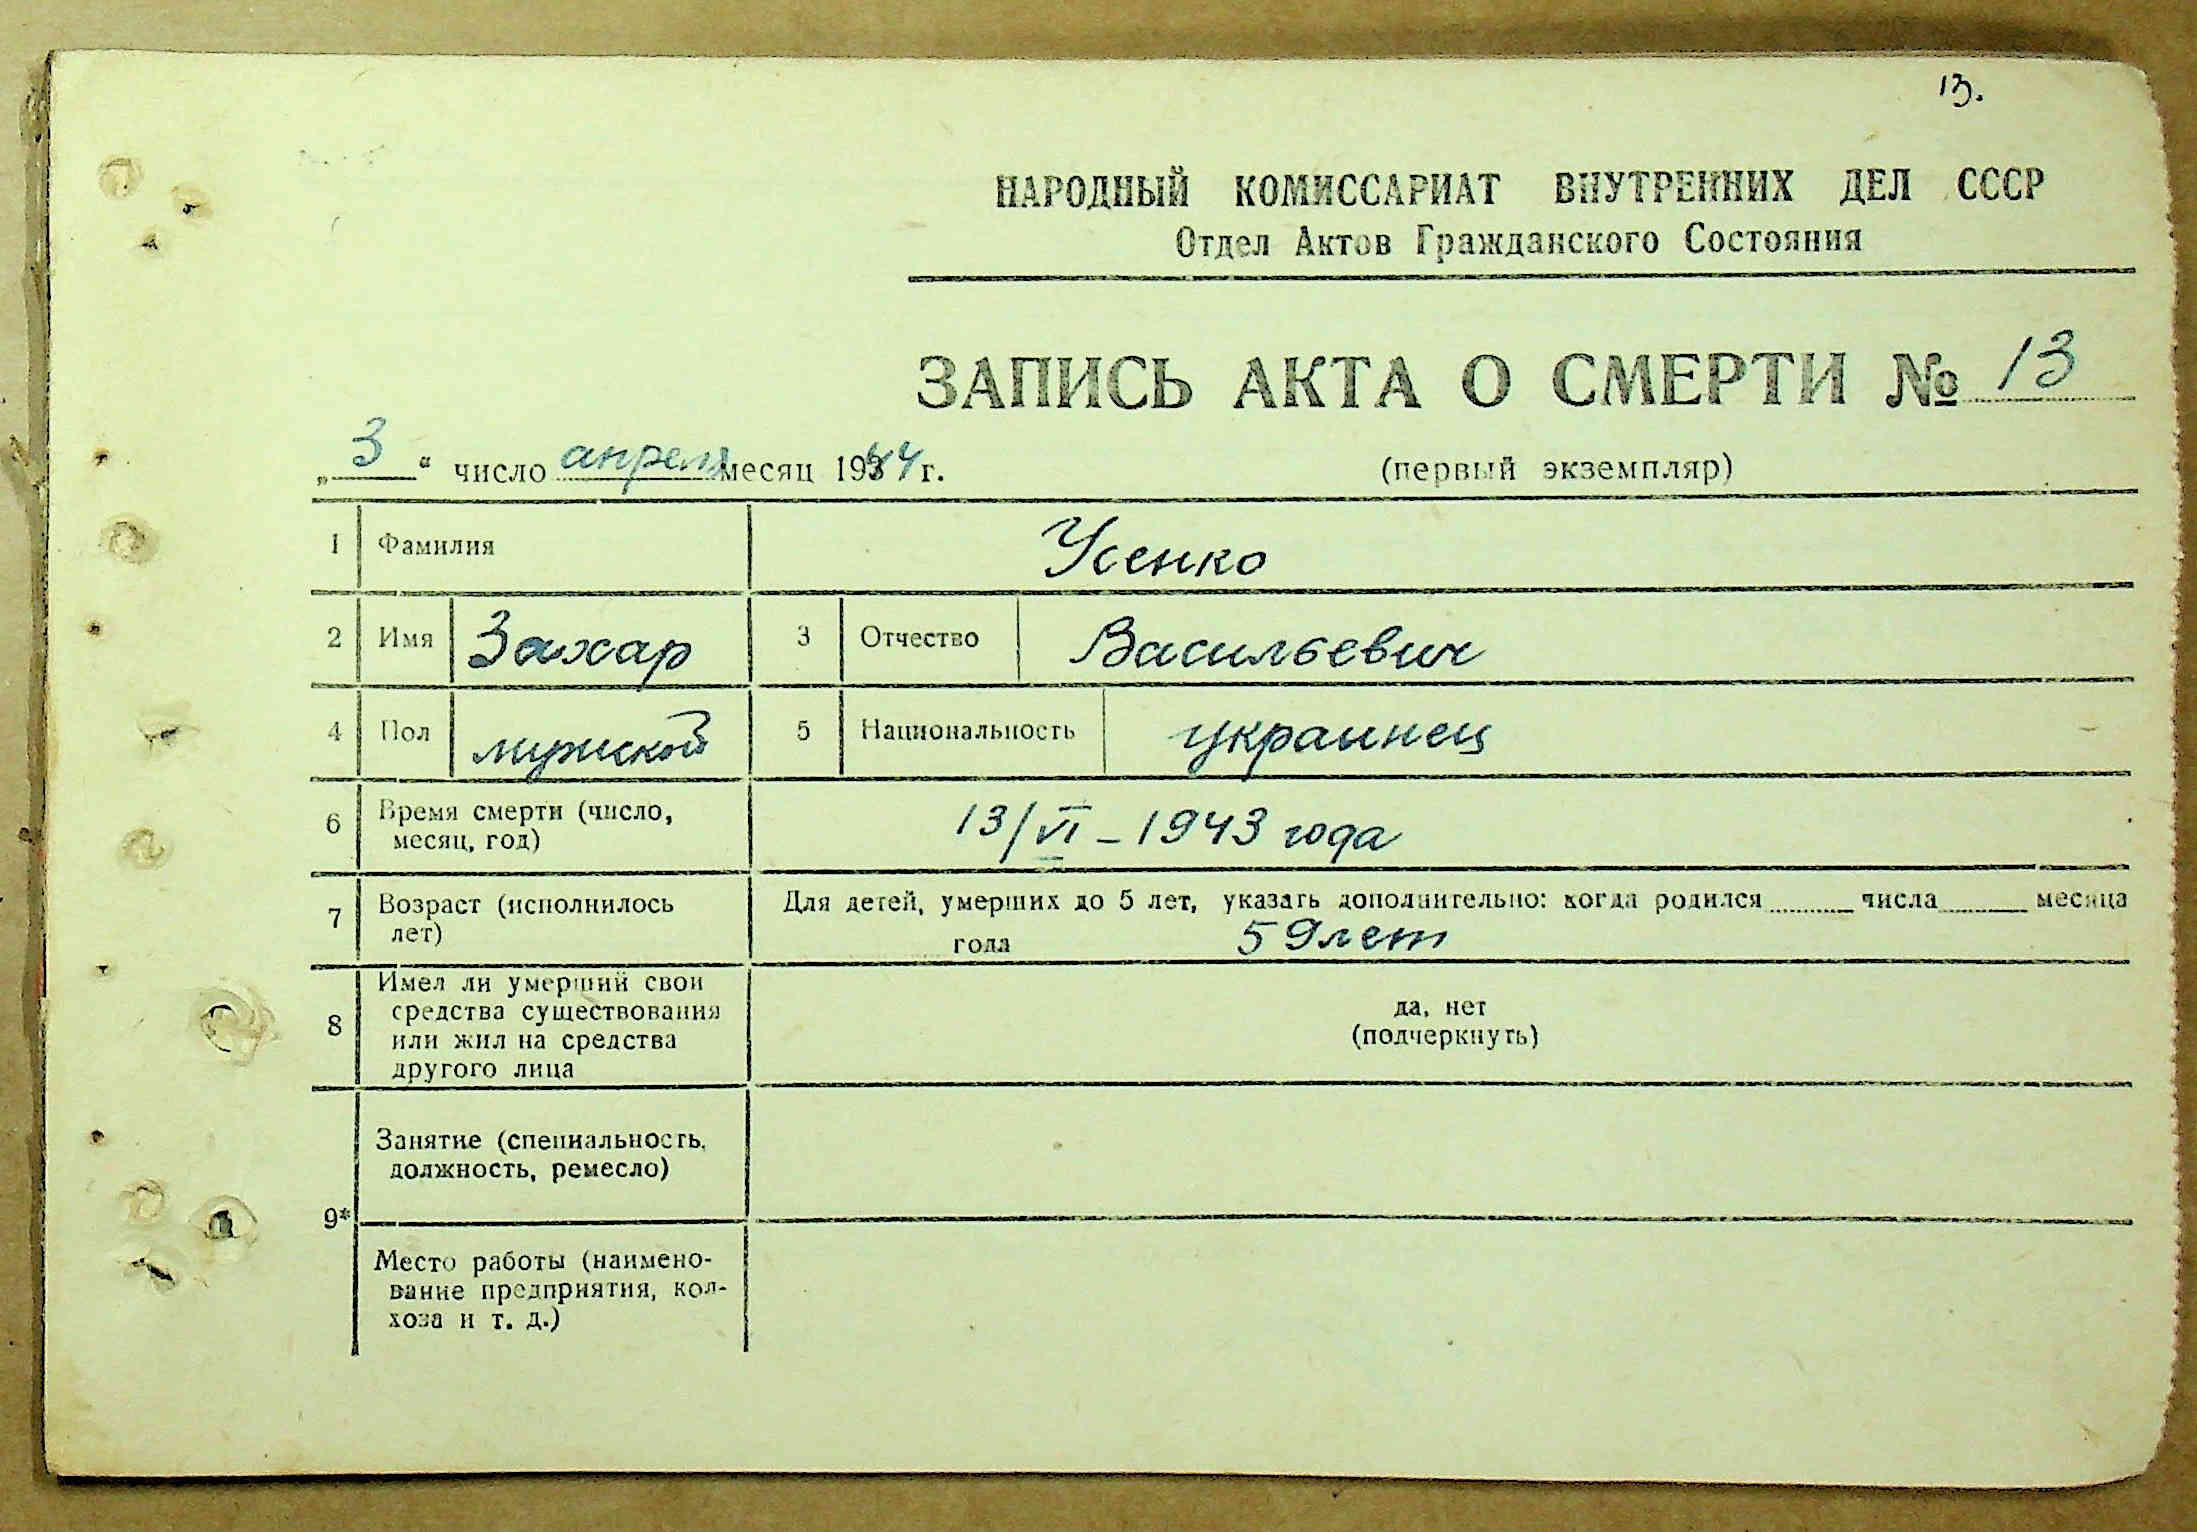 13.
НАРОДНЫЙ КОМИССАРИАТ ВНУТРЕННИХ ДЕЛ СССР
Отдел Актов Гражданского Состояния
ЗАПИСЬ АКТА О СМЕРТИ № 13
„ 3 “ число апреля месяц 1944 г.
(первый экземпляр)
1 Фамилия Усенко
2 Имя Захар 3 Отчество Васильевич
4 Пол мужской 5 Национальность украинец
6 Время смерти (число, месяц, год) 13/VI – 1943 года
7 Возраст (исполнилось лет) Для детей, умерших до 5 лет, указать дополнительно: когда родился числа месяца
года 59 лет
8 Имел ли умерший свои
средства существования
или жил на средства
другого лица
да, нет
(подчеркнуть)
9*
Занятие (специальность,
должность, ремесло)
Место работы (наимено-
вание предприятия, кол-
хоза и т. д.)